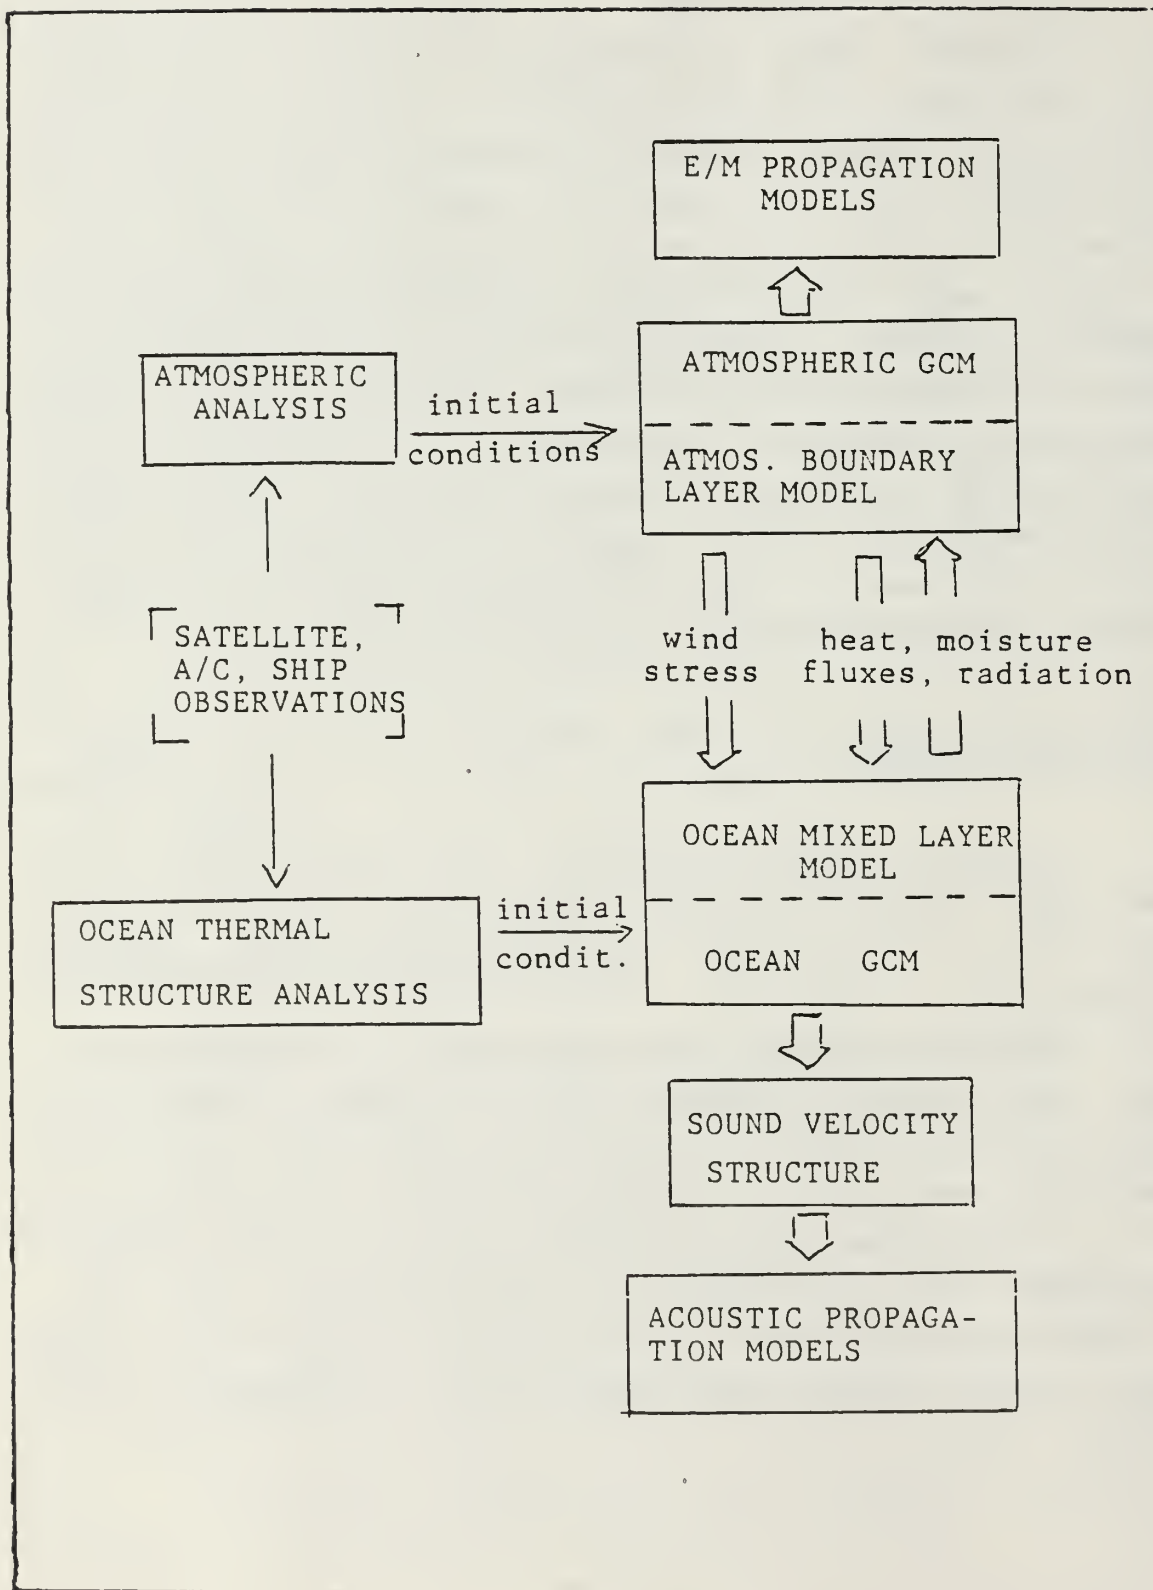 E/M PROPAGATION
MODELS
ATMOSPHERIC
ANALYSIS
initial
conditions
ATMOSPHERIC GCM
ATMOS. BOUNDARY
LAYER MODEL
SATELLITE,
A/C, SHIP
OBSERVATIONS
wind
stress
heat, moisture
fluxes, radiation
OCEAN THERMAL
STRUCTURE ANALYSIS
initial
condit.
OCEAN MIXED LAYER
MODEL
OCEAN GCM
SOUND VELOCITY
STRUCTURE
ACOUSTIC PROPAGA-
TION MODELS